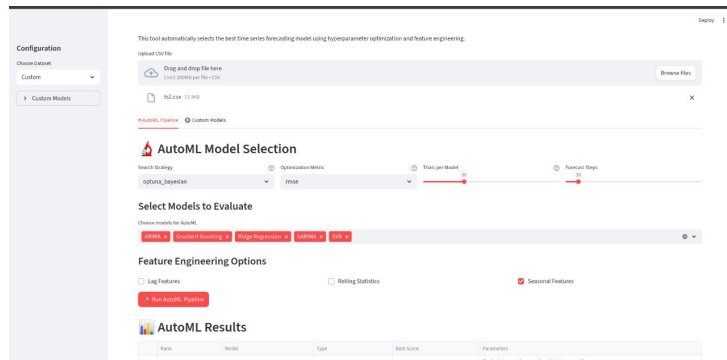 Deploy
This tool automatically selects the best time series forecasting model using hyperparameter optimization and feature engineering.
Configuration
Upload CSV file
Choose Dataset
Drag and drop file here
Limit 200MB per file • CSV
Browse files
Custom
Custom Models
ts2.csv 13.9KB
AutoML Pipeline Custom Models
AutoML Model Selection
Search Strategy Optimization Metric Trials per Model Forecast Steps
optuna_bayesian rmse
Select Models to Evaluate
Choose models for AutoML
ARIMA Gradient Boosting Ridge Regression SARIMA SVR
Feature Engineering Options
Lag Features Rolling Statistics Seasonal Features
Run AutoML Pipeline
AutoML Results
Rank Model Type Best Score Parameters